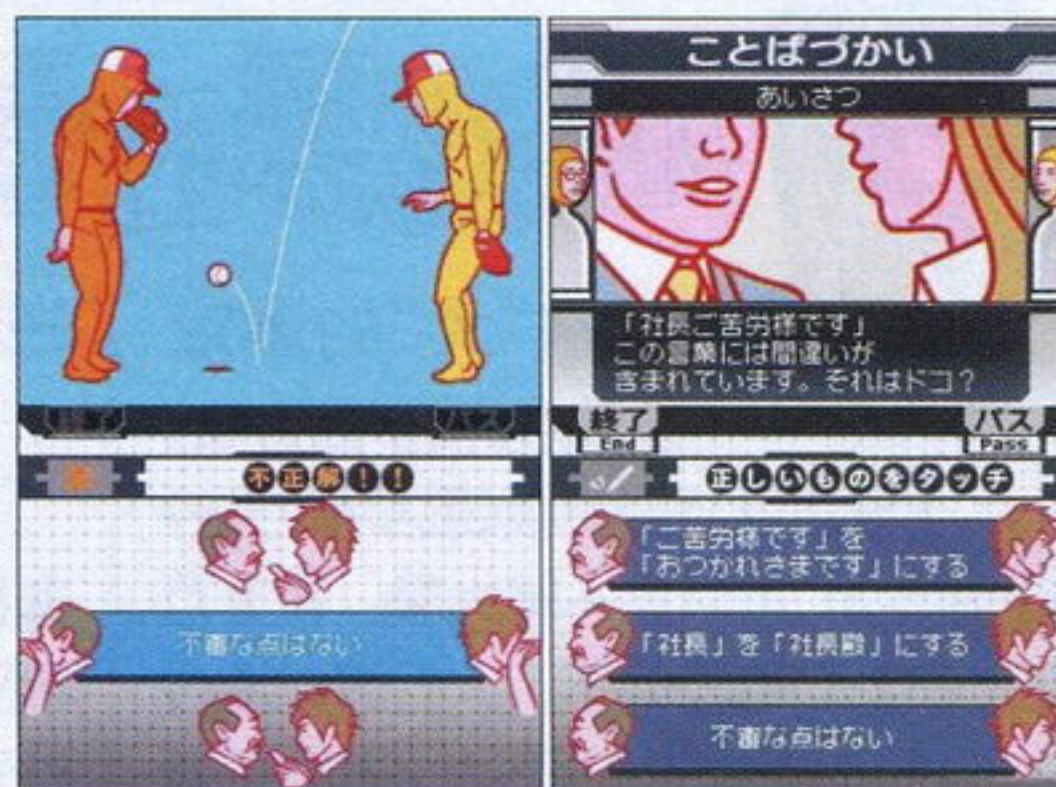 終了
パス
不正解!!
不審な点はない
ことばづかい
あいさつ
「社長ご苦労様です」
この言葉には間違いが
含まれています。それはドコ?
終了
End
パス
Pass
正しいものをタッチ
「ご苦労様です」を
「おつかれさまです」にする
「社長」を「社長殿」にする
不審な点はない